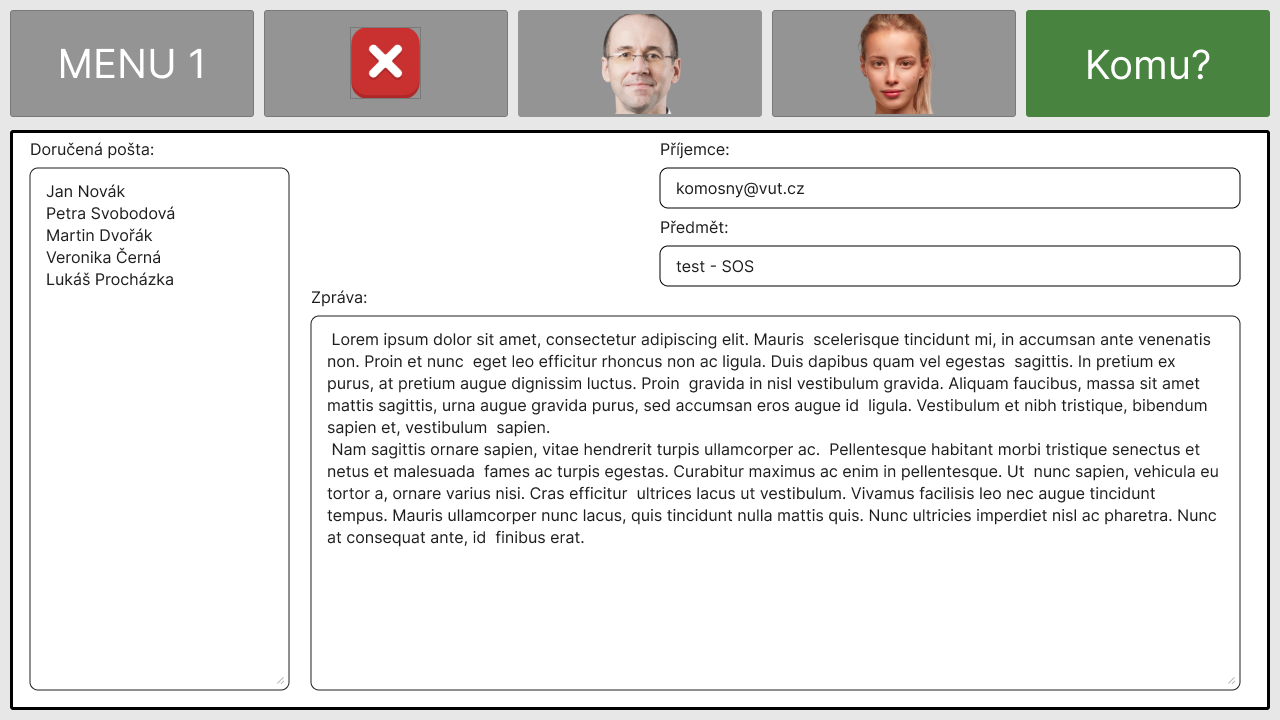 MENU 1
Komu?
Doručená pošta:
Jan Novák
Petra Svobodová
Martin Dvořák
Veronika Černá
Lukáš Procházka
Příjemce:
komosny@vut.cz
Předmět:
test - SOS
Zpráva:
Lorem ipsum dolor sit amet, consectetur adipiscing elit. Mauris  scelerisque tincidunt mi, in accumsan ante venenatis
non. Proin et nunc  eget leo efficitur rhoncus non ac ligula. Duis dapibus quam vel egestas  sagittis. In pretium ex
purus, at pretium augue dignissim luctus. Proin  gravida in nisl vestibulum gravida. Aliquam faucibus, massa sit amet
mattis sagittis, urna augue gravida purus, sed accumsan eros augue id  ligula. Vestibulum et nibh tristique, bibendum
sapien et, vestibulum  sapien.
Nam sagittis ornare sapien, vitae hendrerit turpis ullamcorper ac.  Pellentesque habitant morbi tristique senectus et
netus et malesuada  fames ac turpis egestas. Curabitur maximus ac enim in pellentesque. Ut  nunc sapien, vehicula eu
tortor a, ornare varius nisi. Cras efficitur  ultrices lacus ut vestibulum. Vivamus facilisis leo nec augue tincidunt
tempus. Mauris ullamcorper nunc lacus, quis tincidunt nulla mattis quis. Nunc ultricies imperdiet nisl ac pharetra. Nunc
at consequat ante, id  finibus erat.